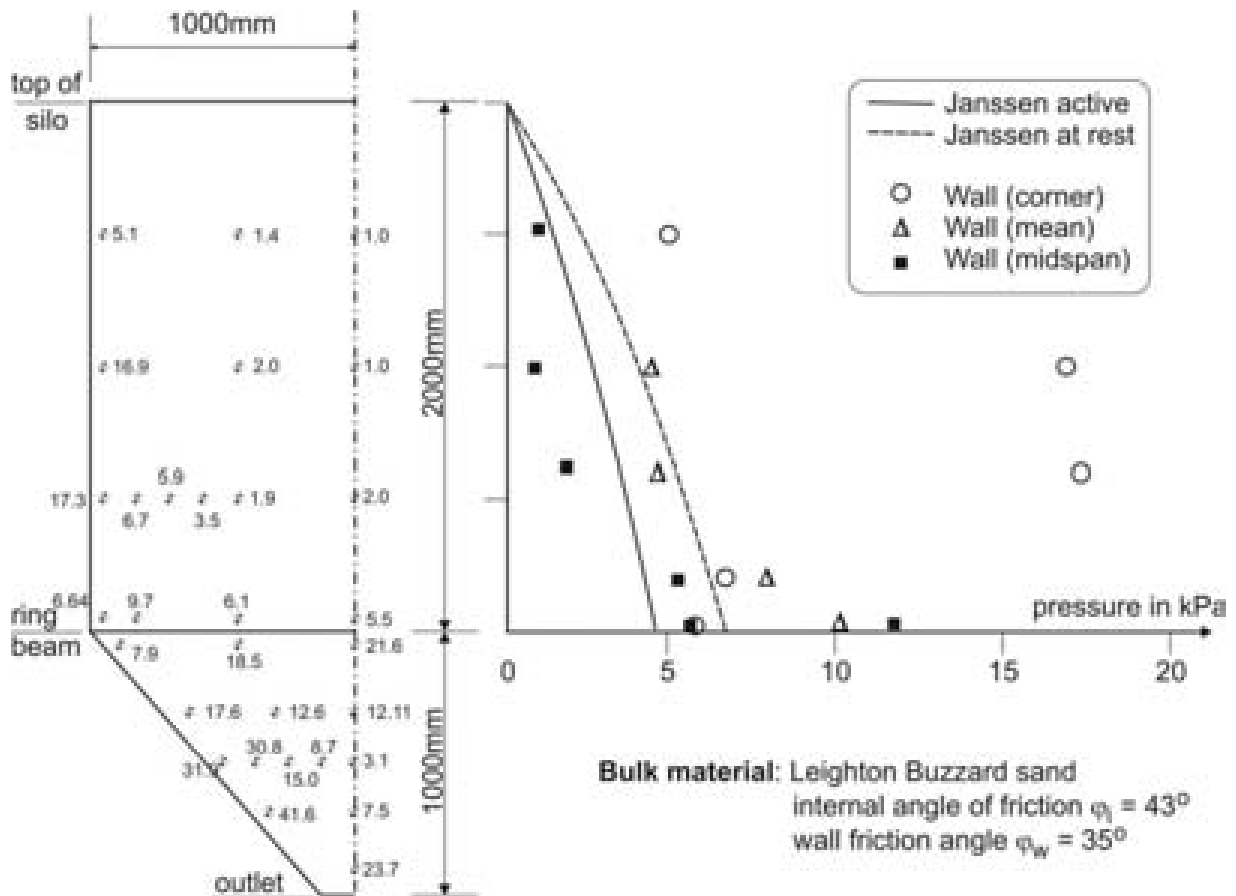 1000mm
top of
silo
5.1 1.4 1.0
16.9 2.0 1.0
5.9
17.3 1.9 2.0
6.7 3.5
6.64 9.7 6.1
5.5
ring
beam
7.9 18.5 21.6
17.6 12.6 12.11
30.8 8.7
3.1
15.0
41.6 7.5
23.7
outlet
2000mm
1000mm
Janssen active
Janssen at rest
Wall (corner)
Wall (mean)
Wall (midspan)
pressure in kPa
0 5 10 15 20
Bulk material: Leighton Buzzard sand
internal angle of friction φi = 43°
wall friction angle φw = 35°